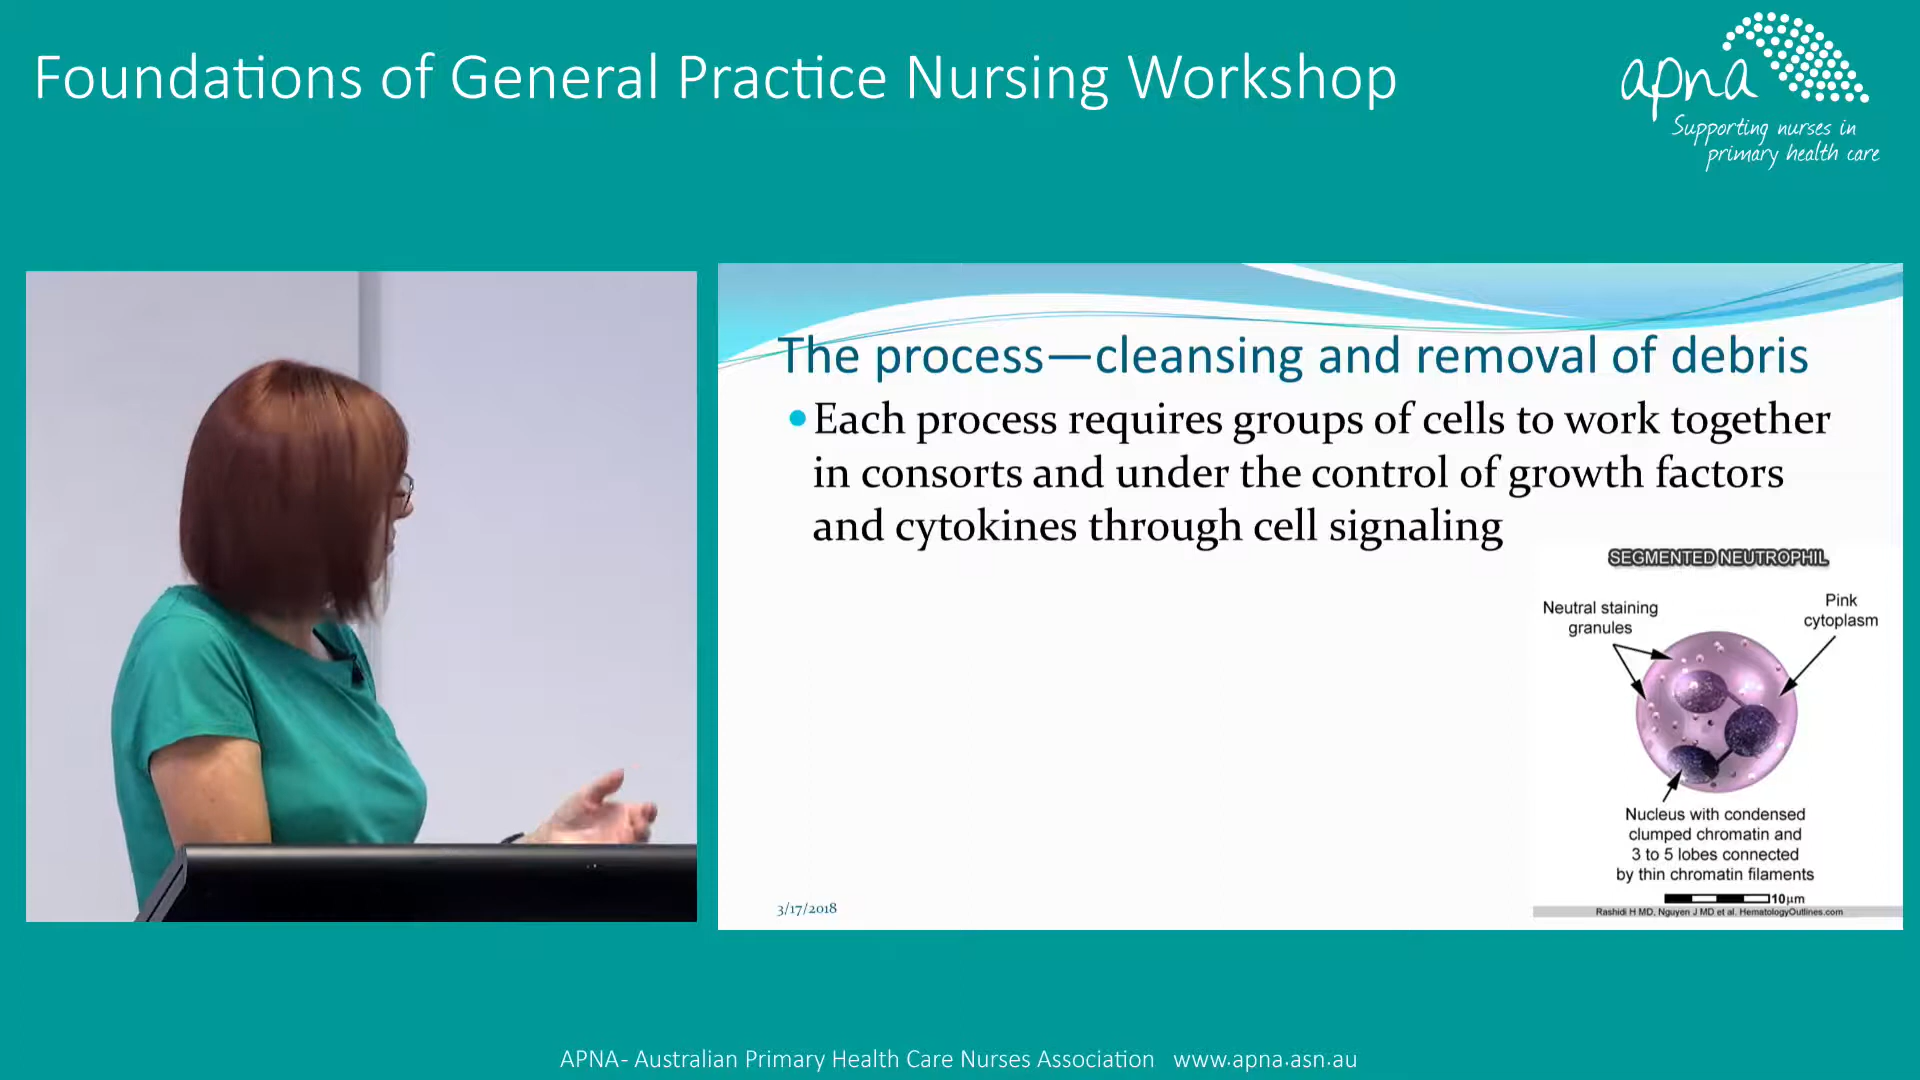 Foundations of General Practice Nursing Workshop
apna
Supporting nurses in
primary health care
The process—cleansing and removal of debris
Each process requires groups of cells to work together
in consorts and under the control of growth factors
and cytokines through cell signaling
SEGMENTED NEUTROPHIL
Neutral staining
granules
Pink
cytoplasm
Nucleus with condensed
clumped chromatin and
3 to 5 lobes connected
by thin chromatin filaments
10µm
Rashidi H MD, Nguyen J MD et al. HematologyOutlines.com
3/17/2018
APNA- Australian Primary Health Care Nurses Association www.apna.asn.au